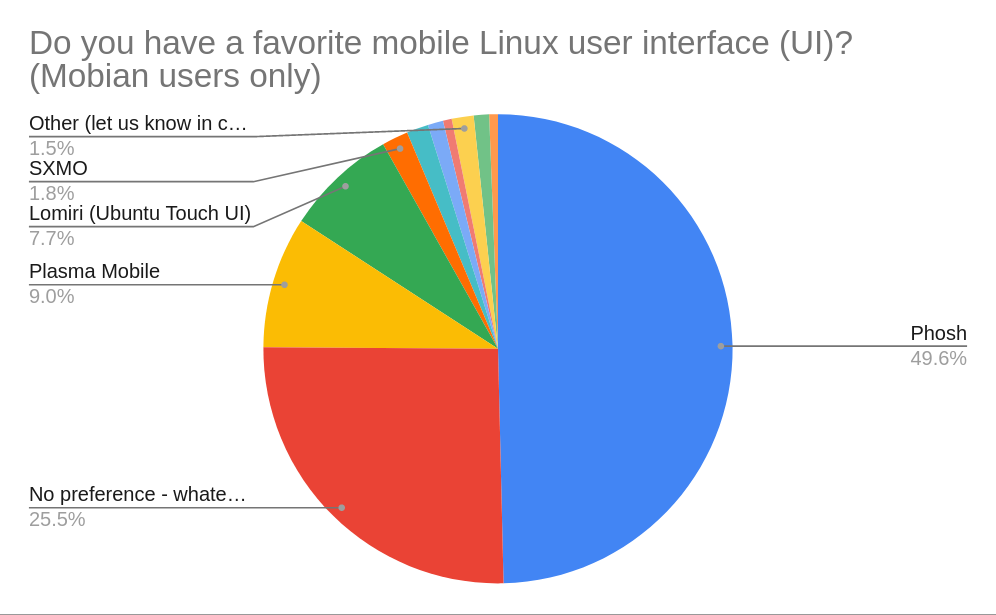 Do you have a favorite mobile Linux user interface (UI)?
(Mobian users only)
Other (let us know in c…
1.5%
SXMO
1.8%
Lomiri (Ubuntu Touch UI)
7.7%
Plasma Mobile
9.0%
Phosh
49.6%
No preference - whate…
25.5%